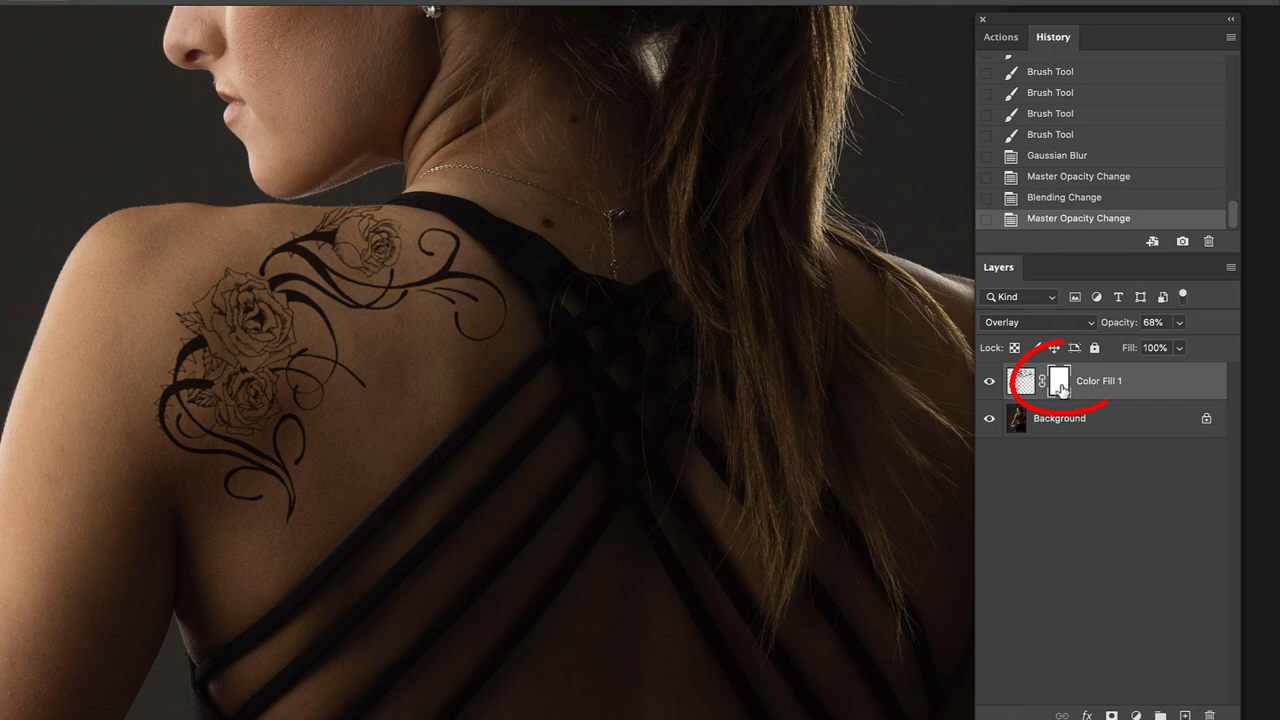 Actions History
Brush Tool
Brush Tool
Brush Tool
Brush Tool
Gaussian Blur
Master Opacity Change
Blending Change
Master Opacity Change
Layers
Kind
Overlay Opacity: 68%
Lock: Fill: 100%
Color Fill 1
Background
fx